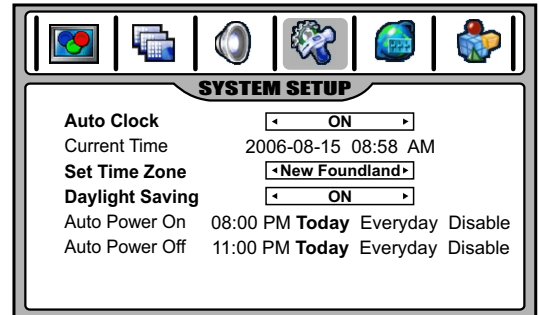 SYSTEM SETUP
Auto Clock ON
Current Time 2006-08-15 08:58 AM
Set Time Zone New Foundland
Daylight Saving ON
Auto Power On 08:00 PM Today Everyday Disable
Auto Power Off 11:00 PM Today Everyday Disable